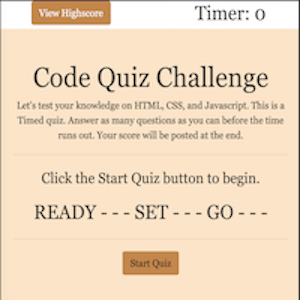 View Highscore Timer: 0
Code Quiz Challenge
Let's test your knowledge on HTML, CSS, and Javascript. This is a
Timed quiz. Answer as many questions as you can before the time
runs out. Your score will be posted at the end.
Click the Start Quiz button to begin.
READY - - - SET - - - GO - - -
Start Quiz